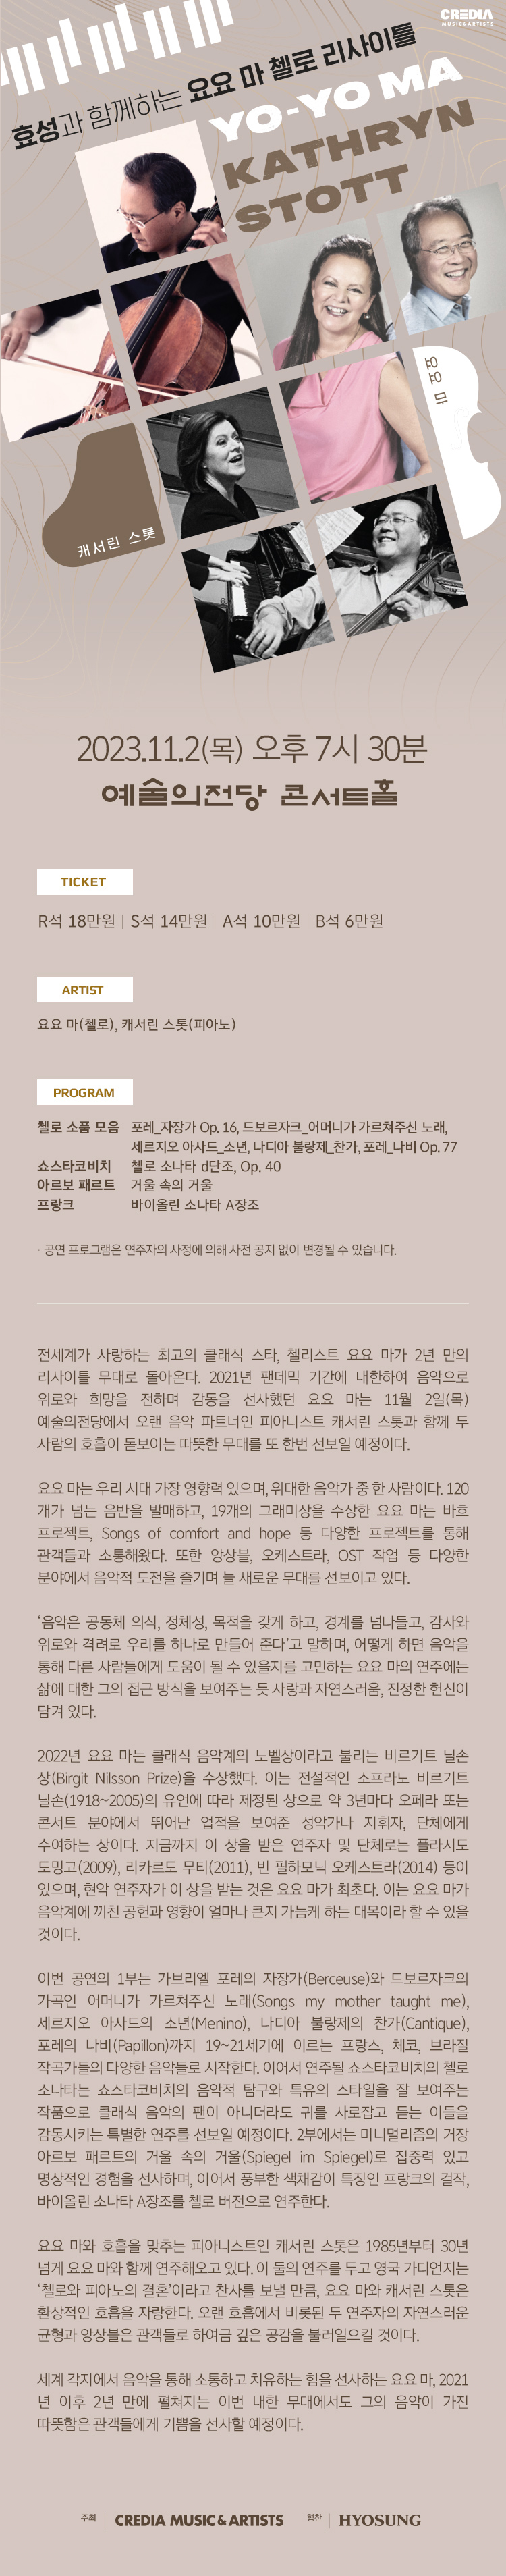 CREDIA
MUSIC&ARTISTS
효성과 함께하는 요요 마 첼로 리사이틀
YO-YO MA
KATHRYN
STOTT
요요 마
캐서린 스톳
2023.11.2(목) 오후 7시 30분
예술의전당 콘서트홀
TICKET
R석 18만원 | S석 14만원 | A석 10만원 | B석 6만원
ARTIST
요요 마(첼로), 캐서린 스톳(피아노)
PROGRAM
첼로 소품 모음 포레_자장가 Op. 16, 드보르자크_어머니가 가르쳐주신 노래,
세르지오 아사드_소년, 나디아 불랑제_찬가, 포레_나비 Op. 77
쇼스타코비치 첼로 소나타 d단조, Op. 40
아르보 패르트 거울 속의 거울
프랑크 바이올린 소나타 A장조
· 공연 프로그램은 연주자의 사정에 의해 사전 공지 없이 변경될 수 있습니다.
전세계가 사랑하는 최고의 클래식 스타, 첼리스트 요요 마가 2년 만의
리사이틀 무대로 돌아온다. 2021년 팬데믹 기간에 내한하여 음악으로
위로와 희망을 전하며 감동을 선사했던 요요 마는 11월 2일(목)
예술의전당에서 오랜 음악 파트너인 피아니스트 캐서린 스톳과 함께 두
사람의 호흡이 돋보이는 따뜻한 무대를 또 한번 선보일 예정이다.
요요 마는 우리 시대 가장 영향력 있으며, 위대한 음악가 중 한 사람이다. 120
개가 넘는 음반을 발매하고, 19개의 그래미상을 수상한 요요 마는 바흐
프로젝트, Songs of comfort and hope 등 다양한 프로젝트를 통해
관객들과 소통해왔다. 또한 앙상블, 오케스트라, OST 작업 등 다양한
분야에서 음악적 도전을 즐기며 늘 새로운 무대를 선보이고 있다.
‘음악은 공동체 의식, 정체성, 목적을 갖게 하고, 경계를 넘나들고, 감사와
위로와 격려로 우리를 하나로 만들어 준다’고 말하며, 어떻게 하면 음악을
통해 다른 사람들에게 도움이 될 수 있을지를 고민하는 요요 마의 연주에는
삶에 대한 그의 접근 방식을 보여주는 듯 사랑과 자연스러움, 진정한 헌신이
담겨 있다.
2022년 요요 마는 클래식 음악계의 노벨상이라고 불리는 비르기트 닐손
상(Birgit Nilsson Prize)을 수상했다. 이는 전설적인 소프라노 비르기트
닐손(1918~2005)의 유언에 따라 제정된 상으로 약 3년마다 오페라 또는
콘서트 분야에서 뛰어난 업적을 보여준 성악가나 지휘자, 단체에게
수여하는 상이다. 지금까지 이 상을 받은 연주자 및 단체로는 플라시도
도밍고(2009), 리카르도 무티(2011), 빈 필하모닉 오케스트라(2014) 등이
있으며, 현악 연주자가 이 상을 받는 것은 요요 마가 최초다. 이는 요요 마가
음악계에 끼친 공헌과 영향이 얼마나 큰지 가늠케 하는 대목이라 할 수 있을
것이다.
이번 공연의 1부는 가브리엘 포레의 자장가(Berceuse)와 드보르자크의
가곡인 어머니가 가르쳐주신 노래(Songs my mother taught me),
세르지오 아사드의 소년(Menino), 나디아 불랑제의 찬가(Cantique),
포레의 나비(Papillon)까지 19~21세기에 이르는 프랑스, 체코, 브라질
작곡가들의 다양한 음악들로 시작한다. 이어서 연주될 쇼스타코비치의 첼로
소나타는 쇼스타코비치의 음악적 탐구와 특유의 스타일을 잘 보여주는
작품으로 클래식 음악의 팬이 아니더라도 귀를 사로잡고 듣는 이들을
감동시키는 특별한 연주를 선보일 예정이다. 2부에서는 미니멀리즘의 거장
아르보 패르트의 거울 속의 거울(Spiegel im Spiegel)로 집중력 있고
명상적인 경험을 선사하며, 이어서 풍부한 색채감이 특징인 프랑크의 걸작,
바이올린 소나타 A장조를 첼로 버전으로 연주한다.
요요 마와 호흡을 맞추는 피아니스트인 캐서린 스톳은 1985년부터 30년
넘게 요요 마와 함께 연주해오고 있다. 이 둘의 연주를 두고 영국 가디언지는
‘첼로와 피아노의 결혼’이라고 찬사를 보낼 만큼, 요요 마와 캐서린 스톳은
환상적인 호흡을 자랑한다. 오랜 호흡에서 비롯된 두 연주자의 자연스러운
균형과 앙상블은 관객들로 하여금 깊은 공감을 불러일으킬 것이다.
세계 각지에서 음악을 통해 소통하고 치유하는 힘을 선사하는 요요 마, 2021
년 이후 2년 만에 펼쳐지는 이번 내한 무대에서도 그의 음악이 가진
따뜻함은 관객들에게 기쁨을 선사할 예정이다.
주최 | CREDIA MUSIC & ARTISTS 협찬 | HYOSUNG